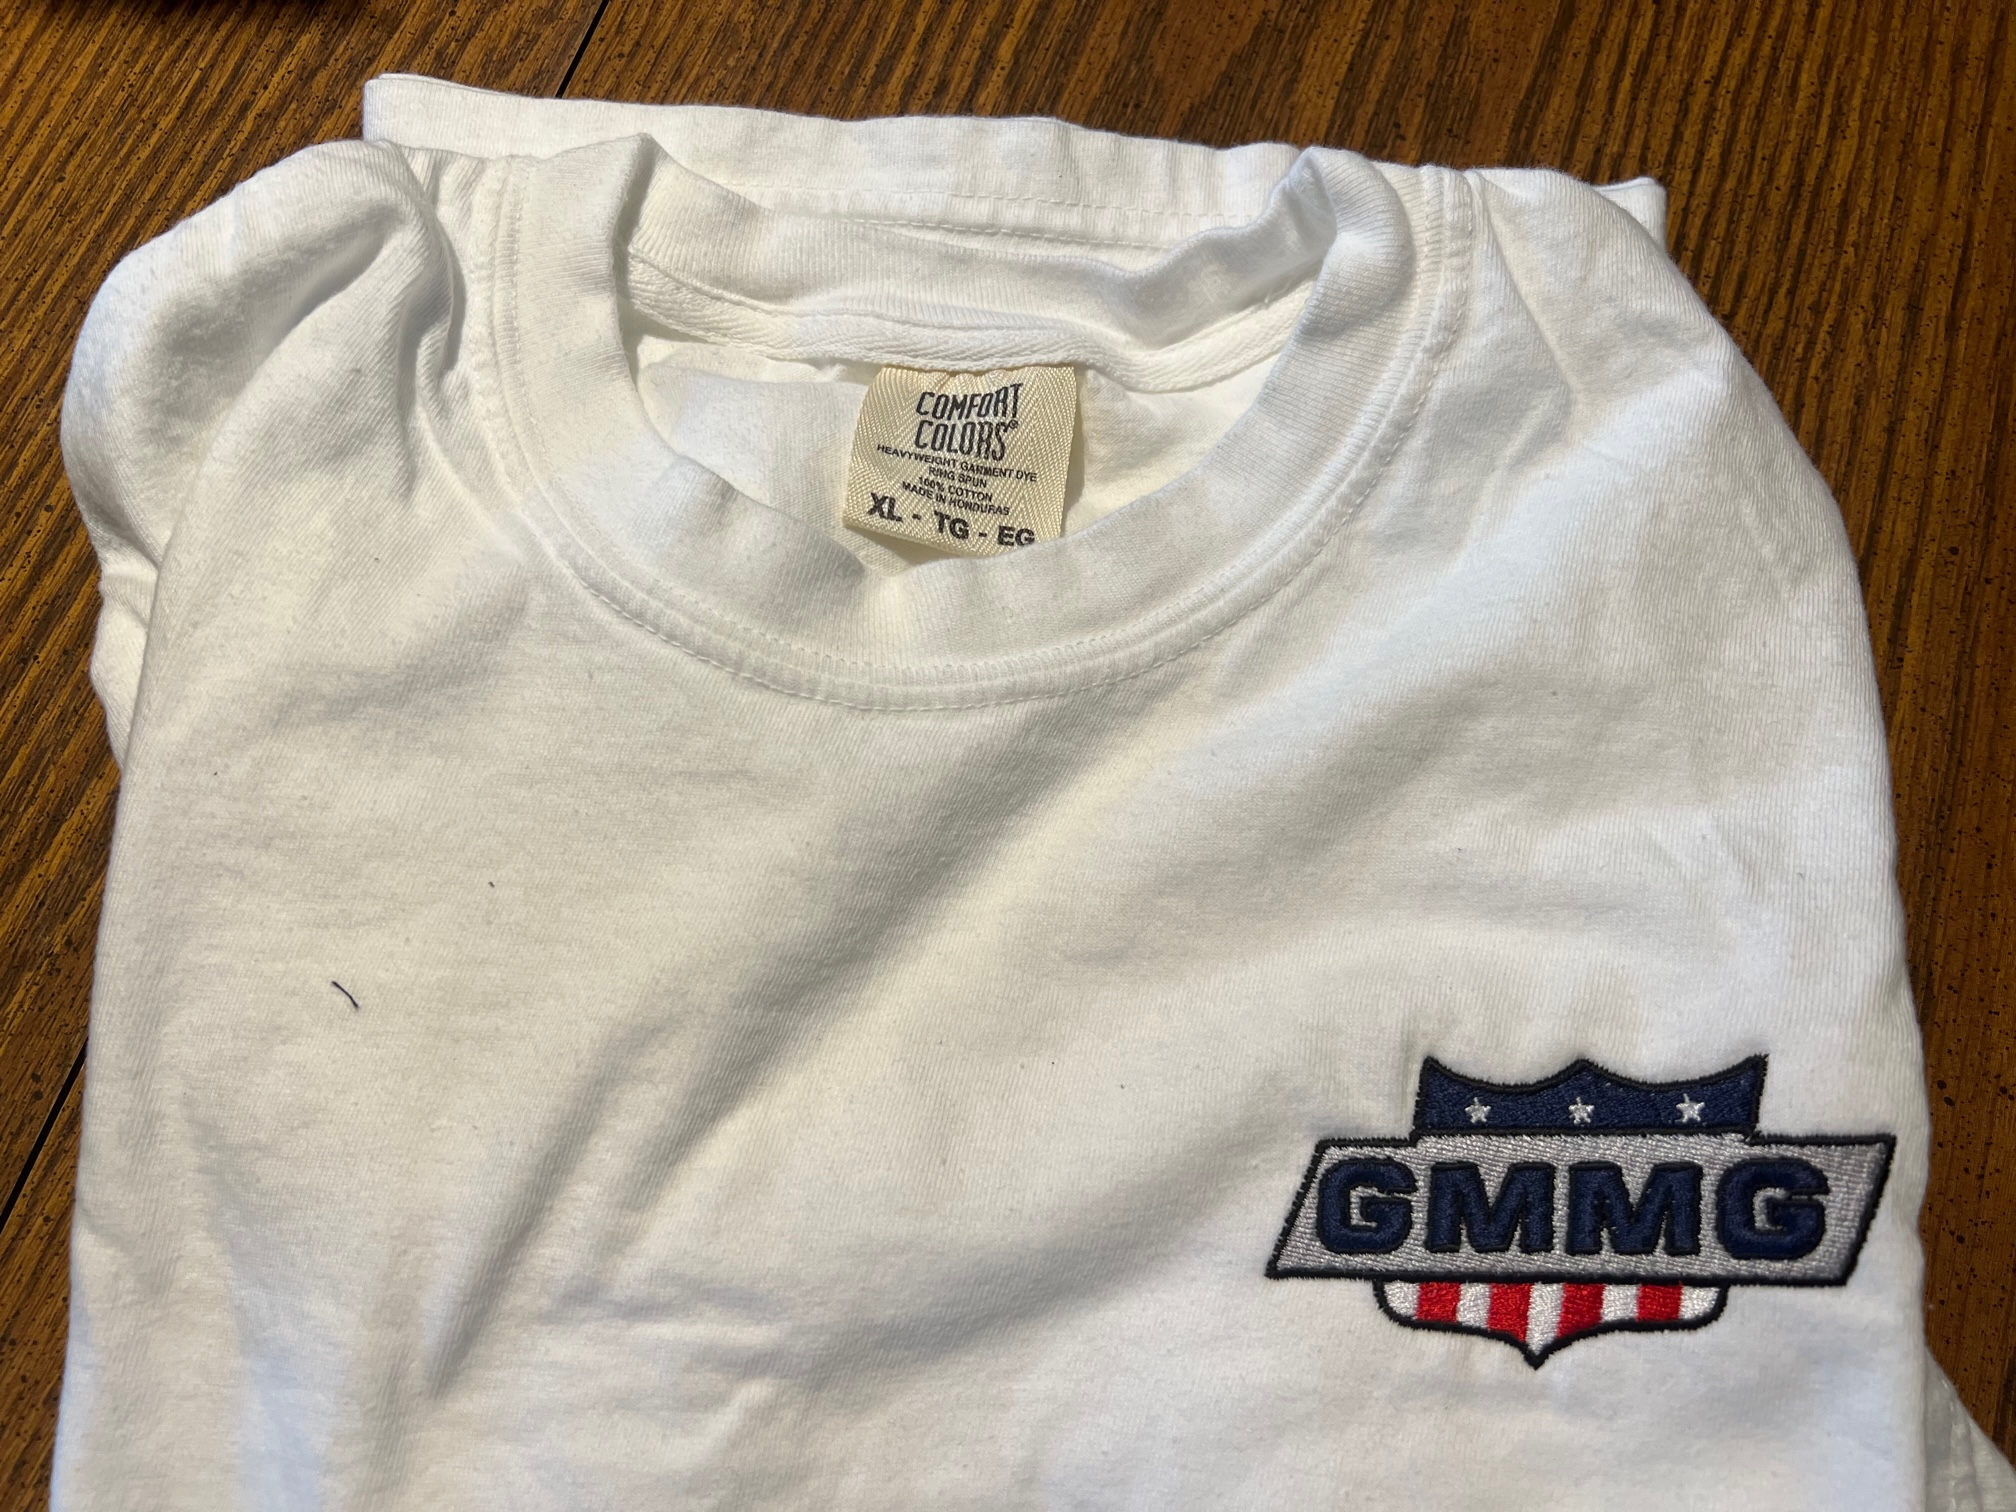 COMFORT
COLORS®
HEAVYWEIGHT GARMENT DYE
RING SPUN
100% COTTON
MADE IN HONDURAS
XL - TG - EG
GMMG